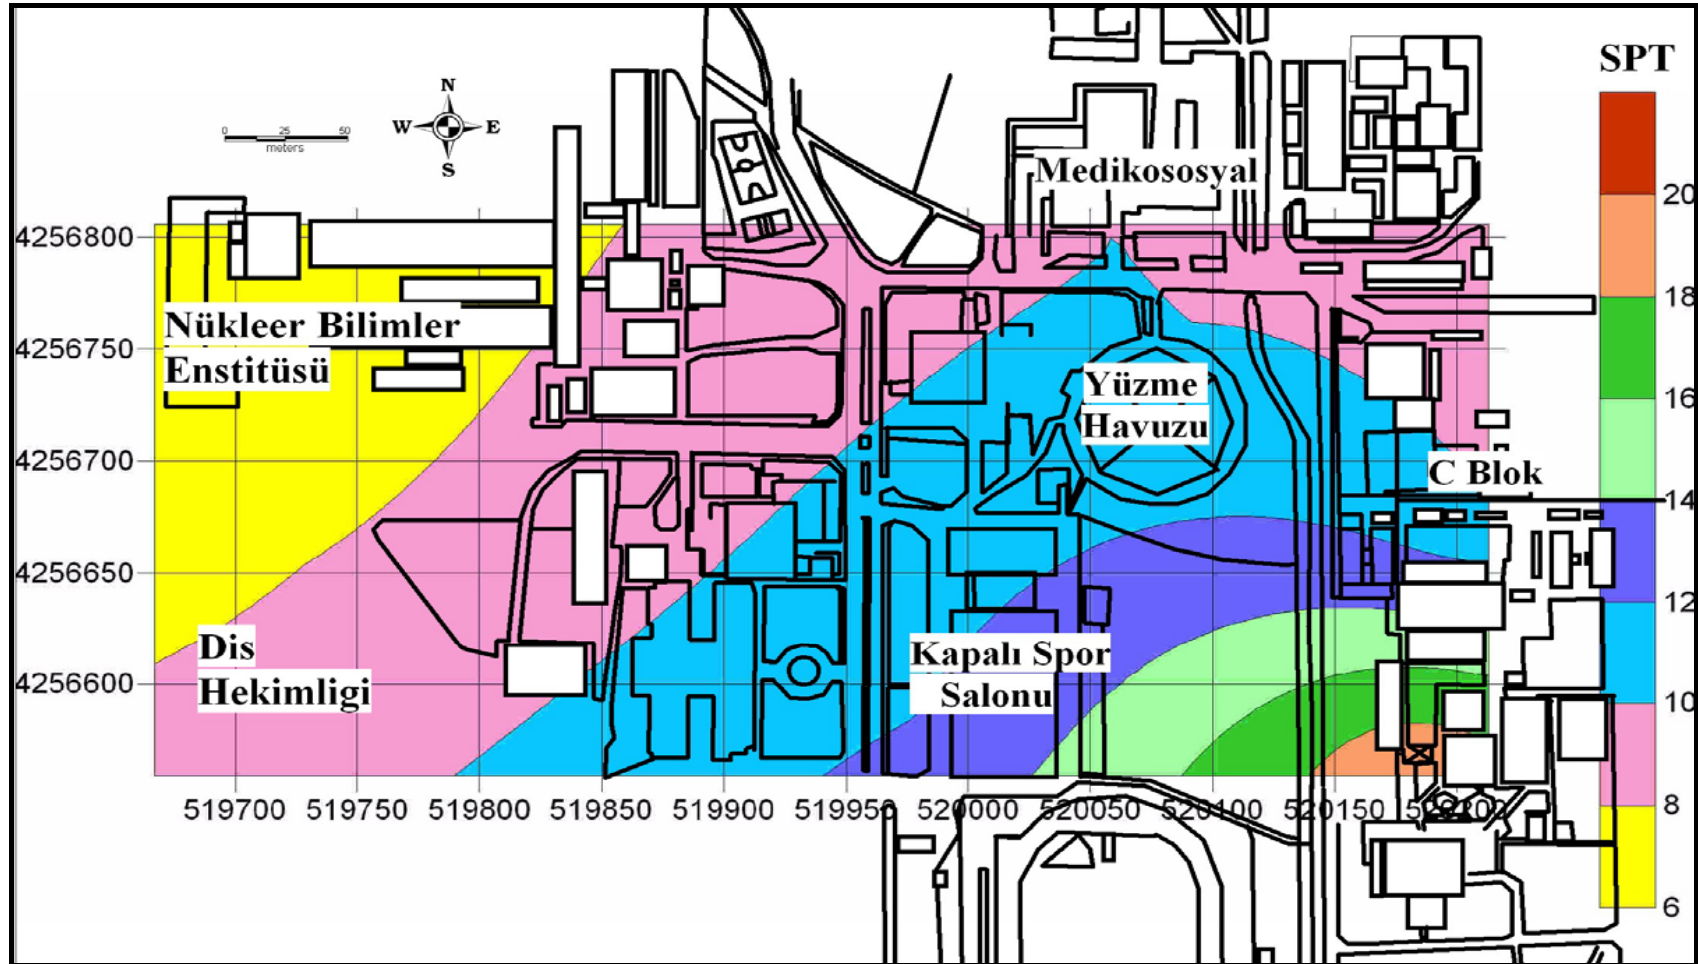 SPT
N
W E
S
0 25 50
meters
Medikososyal
20
4256800
18
Nükleer Bilimler
Enstitüsü
4256750
Yüzme
Havuzu
16
4256700
C Blok
14
4256650
12
Dis
Hekimligi
Kapalı Spor
Salonu
4256600
10
519700 519750 519800 519850 519900 519950 520000 520050 520100 520150 520200
8
6